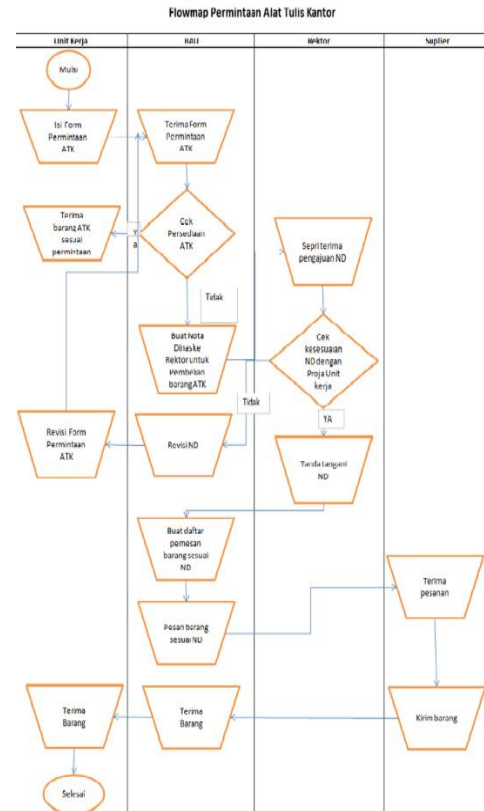 Flowmap Permintaan Alat Tulis Kantor
Unit Kerja
Rektor
Suplier
Mulai
Isi Form
Permintaan
ATK
Terima Form
Permintaan
ATK
Terima
barang ATK
sesuai
permintaan
Y
a
Cek
Persediaan
ATK
Sepri terima
pengajuan ND
Tidak
Buat Nota
Dinas ke
Rektor untuk
Pembelian
barang ATK
Cek
kesesuaian
ND dengan
Proja Unit
kerja
Tidak
YA
Revisi Form
Permintaan
ATK
Revisi ND
Tanda tangani
ND
Buat daftar
pemesan
barang sesuai
ND
Terima
pesanan
Pesan barang
sesuai ND
Terima
Barang
Terima
Barang
Kirim barang
Selesai